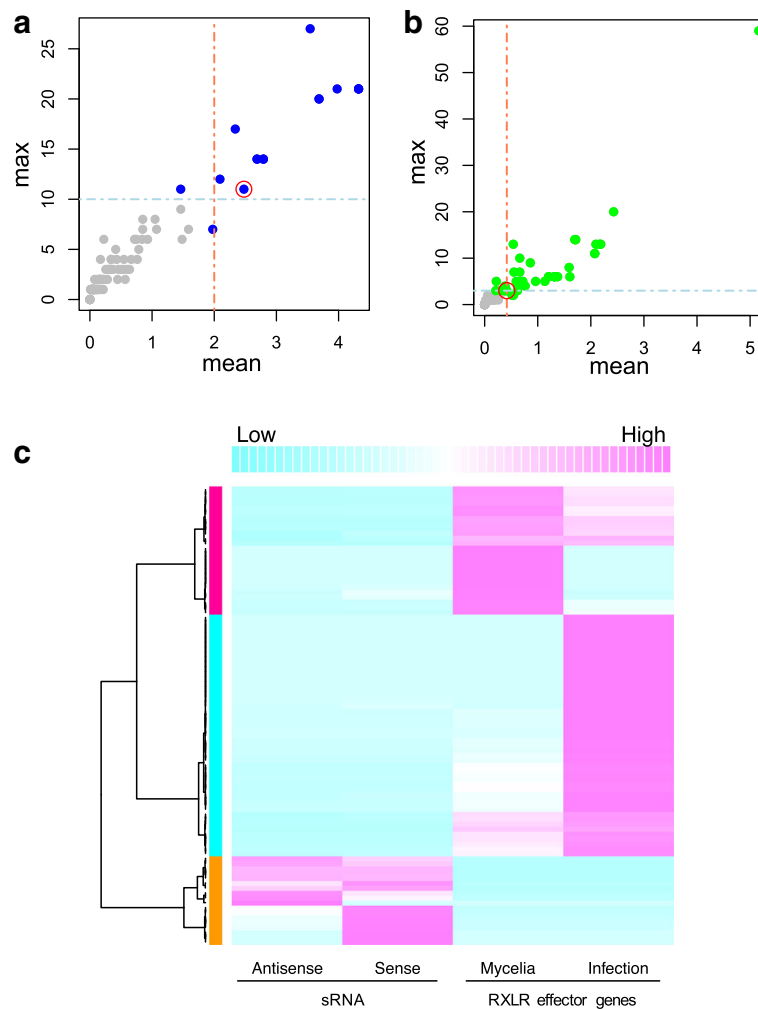 a
max
0 5 10 15 20 25
0 1 2 3 4
mean
b
max
0 10 20 30 40 50 60
0 1 2 3 4 5
mean
c
Low High
Antisense Sense Mycelia Infection
sRNA RXLR effector genes